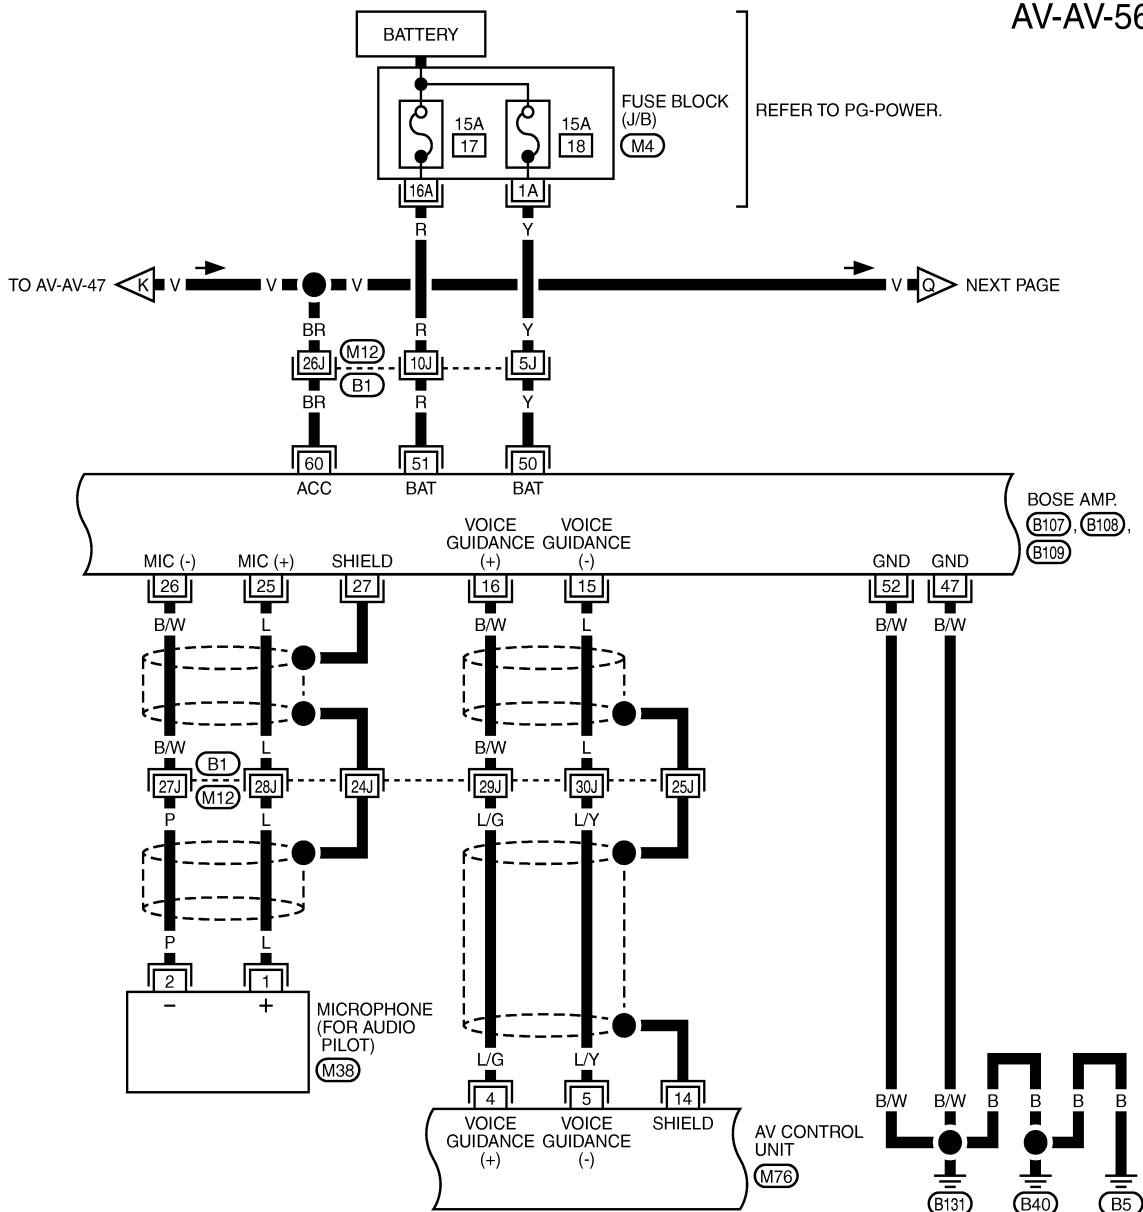 AV-AV-56
BATTERY
FUSE BLOCK
(J/B)
M4
REFER TO PG-POWER.
15A
17
15A
18
16A
1A
R
Y
TO AV-AV-47
K
V
V
V
V
Q
NEXT PAGE
BR
R
Y
26J
M12
10J
5J
B1
BR
R
Y
60
51
50
ACC
BAT
BAT
BOSE AMP.
B107, B108,
B109
VOICE
GUIDANCE
(+)
VOICE
GUIDANCE
(-)
MIC (-)
MIC (+)
SHIELD
GND
GND
26
25
27
16
15
52
47
B/W
L
B/W
L
B/W
B/W
B/W
L
B/W
L
B1
27J
28J
24J
29J
30J
25J
M12
P
L
L/G
L/Y
P
L
2
1
-
+
MICROPHONE
(FOR AUDIO
PILOT)
M38
L/G
L/Y
4
5
14
VOICE
GUIDANCE
(+)
VOICE
GUIDANCE
(-)
SHIELD
AV CONTROL
UNIT
M76
B/W
B/W
B
B
B
B
B131
B40
B5